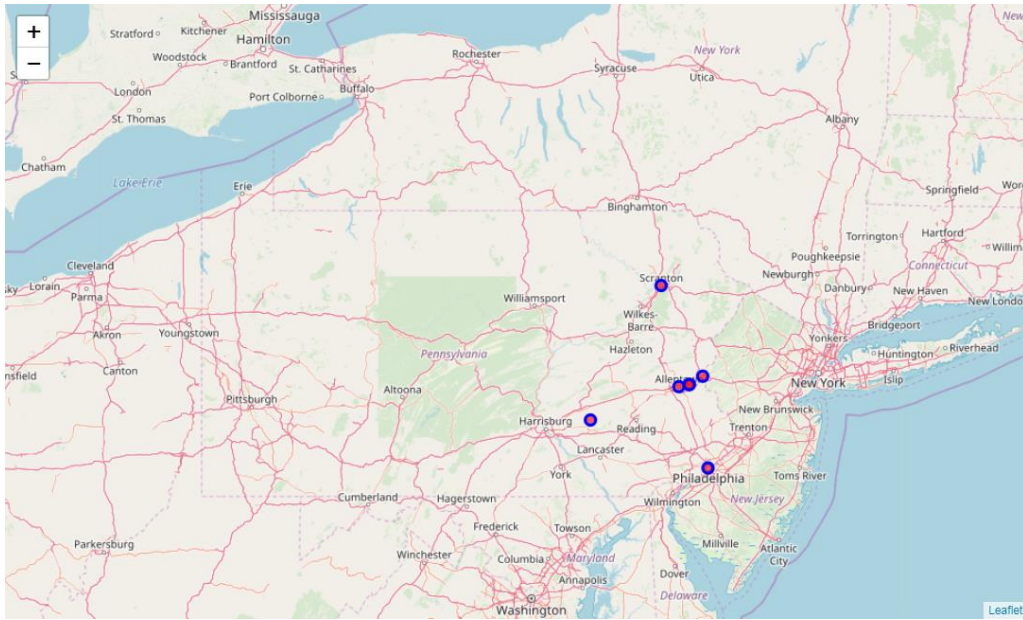 Mississauga
Stratford
Kitchener
Hamilton
New York
Woodstock
Brantford
St. Catharines
Rochester
Syracuse
Utica
London
Port Colborne
Buffalo
St. Thomas
Albany
Chatham
Lake Erie
Erie
Springfield
Binghamton
Torrington
Hartford
Poughkeepsie
Connecticut
Cleveland
Scranton
Newburgh
Danbury
New Haven
Lorain
Parma
Williamsport
Wilkes-
Barre
Bridgeport
New London
Akron
Youngstown
Hazleton
Yonkers
Huntington
Riverhead
Canton
Pennsylvania
Altoona
New York
Islip
Pittsburgh
Harrisburg
Reading
New Brunswick
Trenton
Lancaster
York
Philadelphia
Toms River
Cumberland
Hagerstown
Wilmington
New Jersey
Frederick
Towson
Parkersburg
Winchester
Columbia
Maryland
Millville
Atlantic
City
Annapolis
Dover
Delaware
Washington
Leaflet
+
−